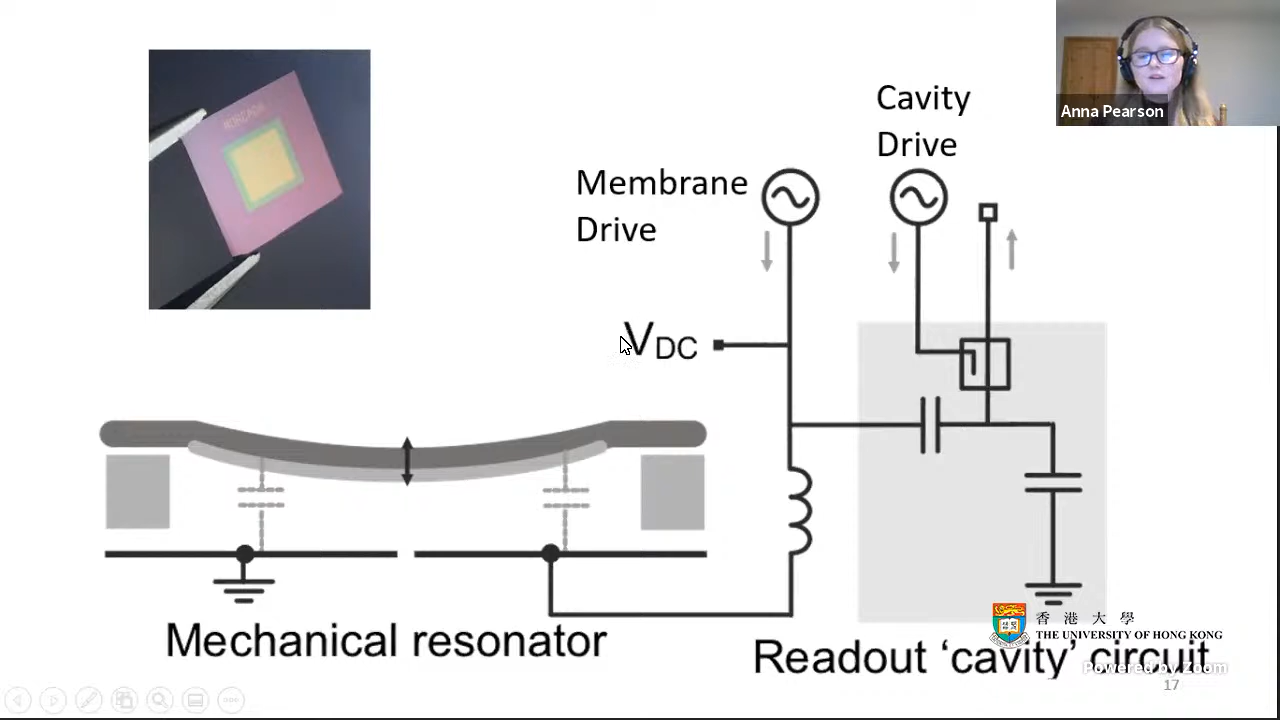 Cavity
Drive
Anna Pearson
Membrane
Drive
VDC
Mechanical resonator
Readout ‘cavity’ circuit
香港大學
THE UNIVERSITY OF HONG KONG
Powered by Zoom
17